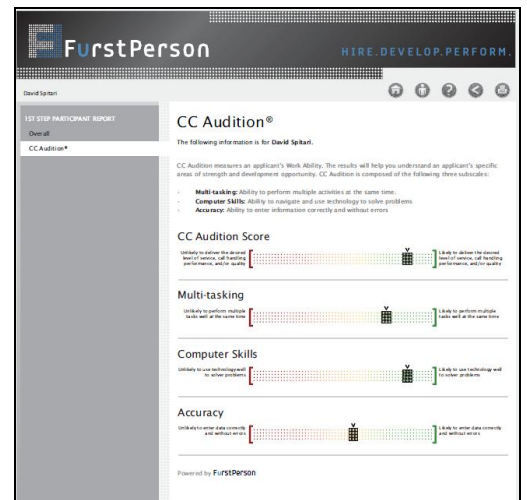 FurstPerson
HIRE.DEVELOP.PERFORM.
David Spitari
1ST STEP PARTICIPANT REPORT
Overall
CC Audition®
CC Audition®
The following information is for David Spitari.
CC Audition measures an applicant's Work Ability. The results will help you understand an applicant's specific
areas of strength and development opportunity. CC Audition is composed of the following three subscales:
- Multi-tasking: Ability to perform multiple activities at the same time.
- Computer Skills: Ability to navigate and use technology to solve problems
- Accuracy: Ability to enter information correctly and without errors
CC Audition Score
Unlikely to deliver the desired
level of service, call handling
performance, and/or quality
Likely to deliver the desired
level of service, call handling
performance, and/or quality
Multi-tasking
Unlikely to perform multiple
tasks well at the same time
Likely to perform multiple
tasks well at the same time
Computer Skills
Unlikely to use technology well
to solver problems
Likely to use technology well
to solver problems
Accuracy
Unlikely to enter data correctly
and without errors
Likely to enter data correctly
and without errors
Powered by FurstPerson